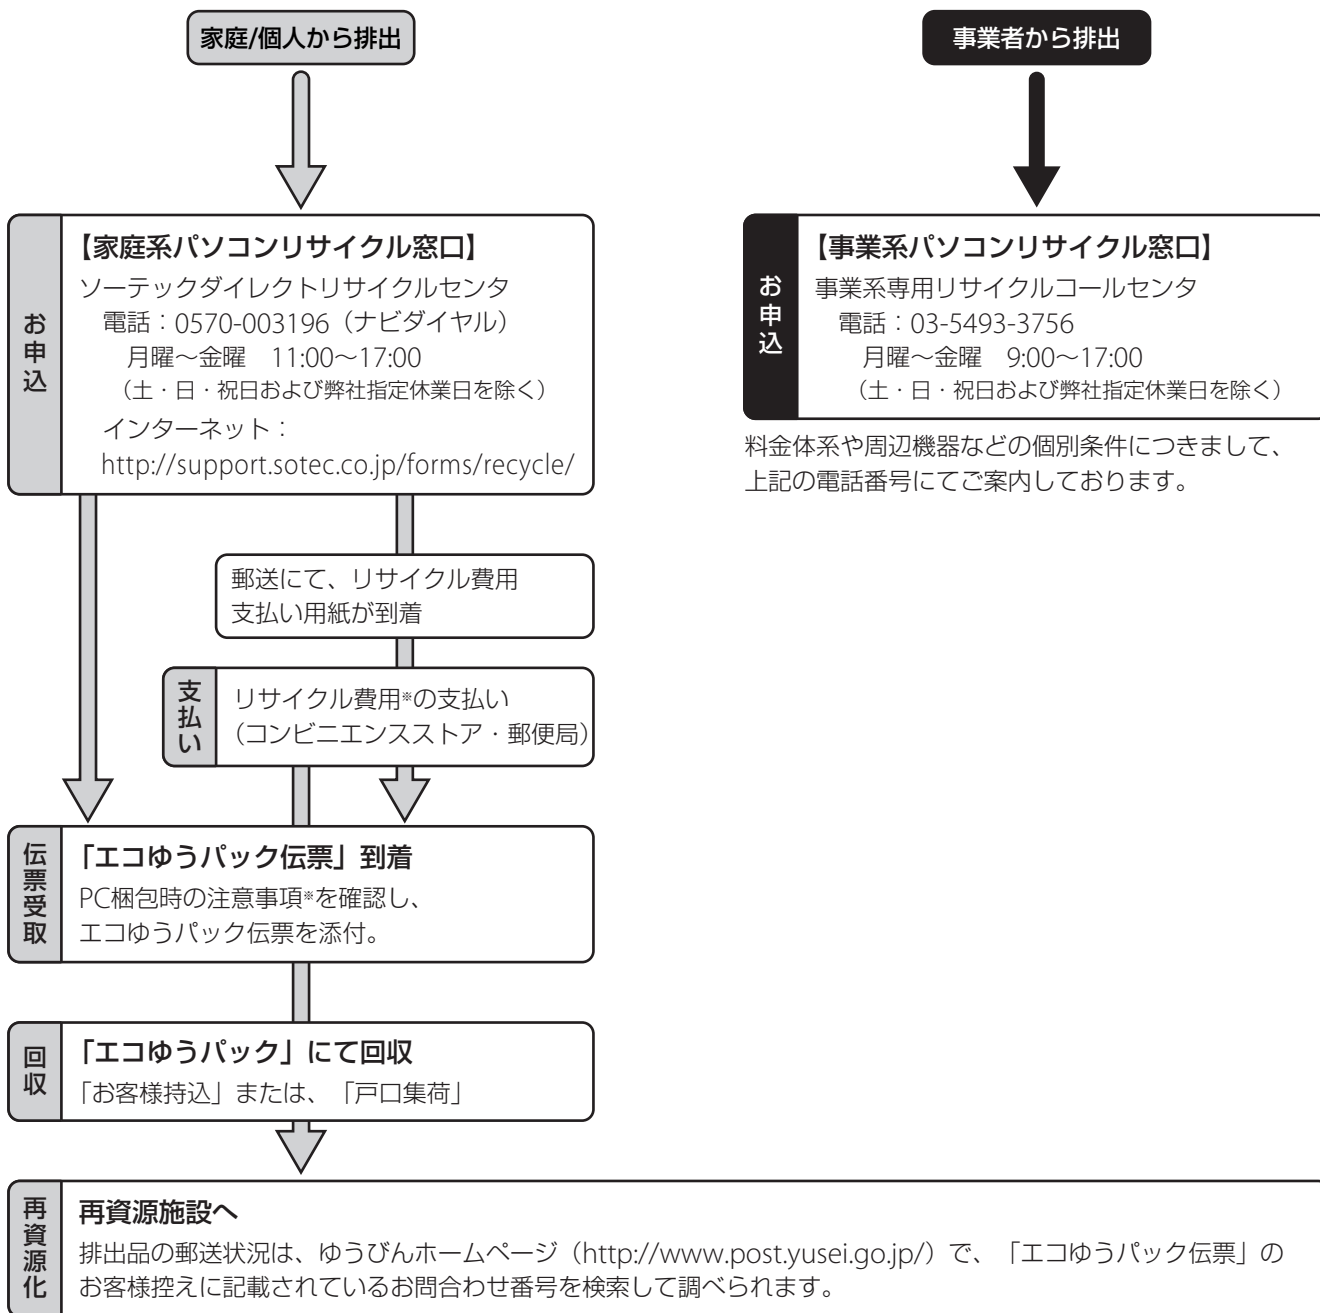 家庭/個人から排出
お申込
【家庭系パソコンリサイクル窓口】
ソーテックダイレクトリサイクルセンタ
電話：0570-003196（ナビダイヤル）
月曜～金曜　11:00～17:00
（土・日・祝日および弊社指定休業日を除く）
インターネット：
http://support.sotec.co.jp/forms/recycle/
郵送にて、リサイクル費用
支払い用紙が到着
支払い
リサイクル費用※の支払い
（コンビニエンスストア・郵便局）
伝票受取
「エコゆうパック伝票」到着
PC梱包時の注意事項※を確認し、
エコゆうパック伝票を添付。
回収
「エコゆうパック」にて回収
「お客様持込」または、「戸口集荷」
再資源化
再資源施設へ
排出品の郵送状況は、ゆうびんホームページ（http://www.post.yusei.go.jp/）で、「エコゆうパック伝票」の
お客様控えに記載されているお問合わせ番号を検索して調べられます。
事業者から排出
お申込
【事業系パソコンリサイクル窓口】
事業系専用リサイクルコールセンタ
電話：03-5493-3756
月曜～金曜　9:00～17:00
（土・日・祝日および弊社指定休業日を除く）
料金体系や周辺機器などの個別条件につきまして、
上記の電話番号にてご案内しております。